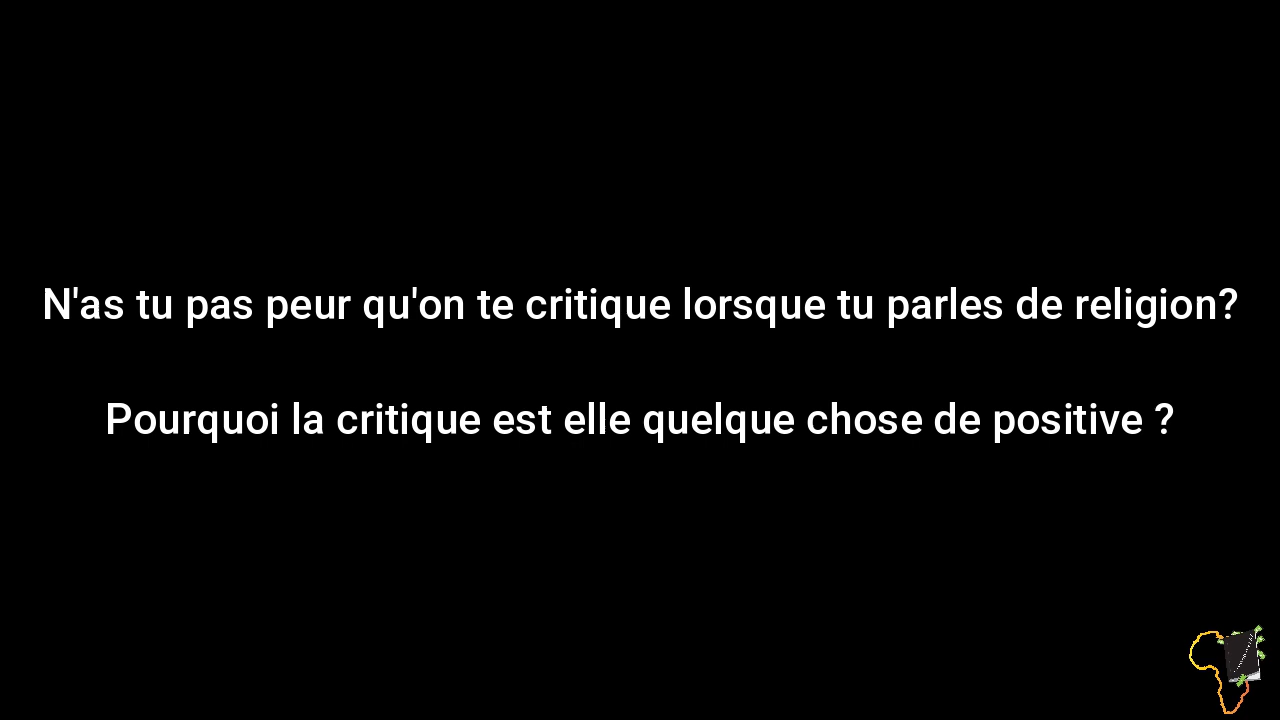 N'as tu pas peur qu'on te critique lorsque tu parles de religion?
Pourquoi la critique est elle quelque chose de positive ?